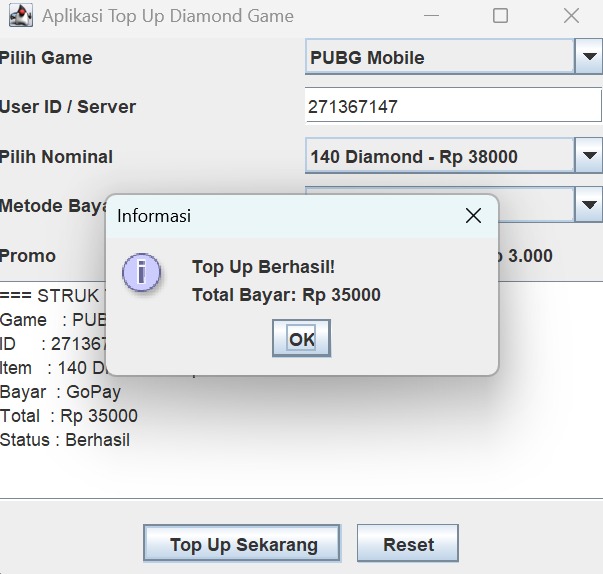 Aplikasi Top Up Diamond Game
Pilih Game PUBG Mobile
User ID / Server 271367147
Pilih Nominal 140 Diamond - Rp 38000
Metode
Informasi
Promo 3.000
Top Up Berhasil!
Total Bayar: Rp 35000
OK
=== STRUK
Game : PUB
ID : 27136
Item : 140 D
Bayar : GoPay
Total : Rp 35000
Status : Berhasil
Top Up Sekarang Reset